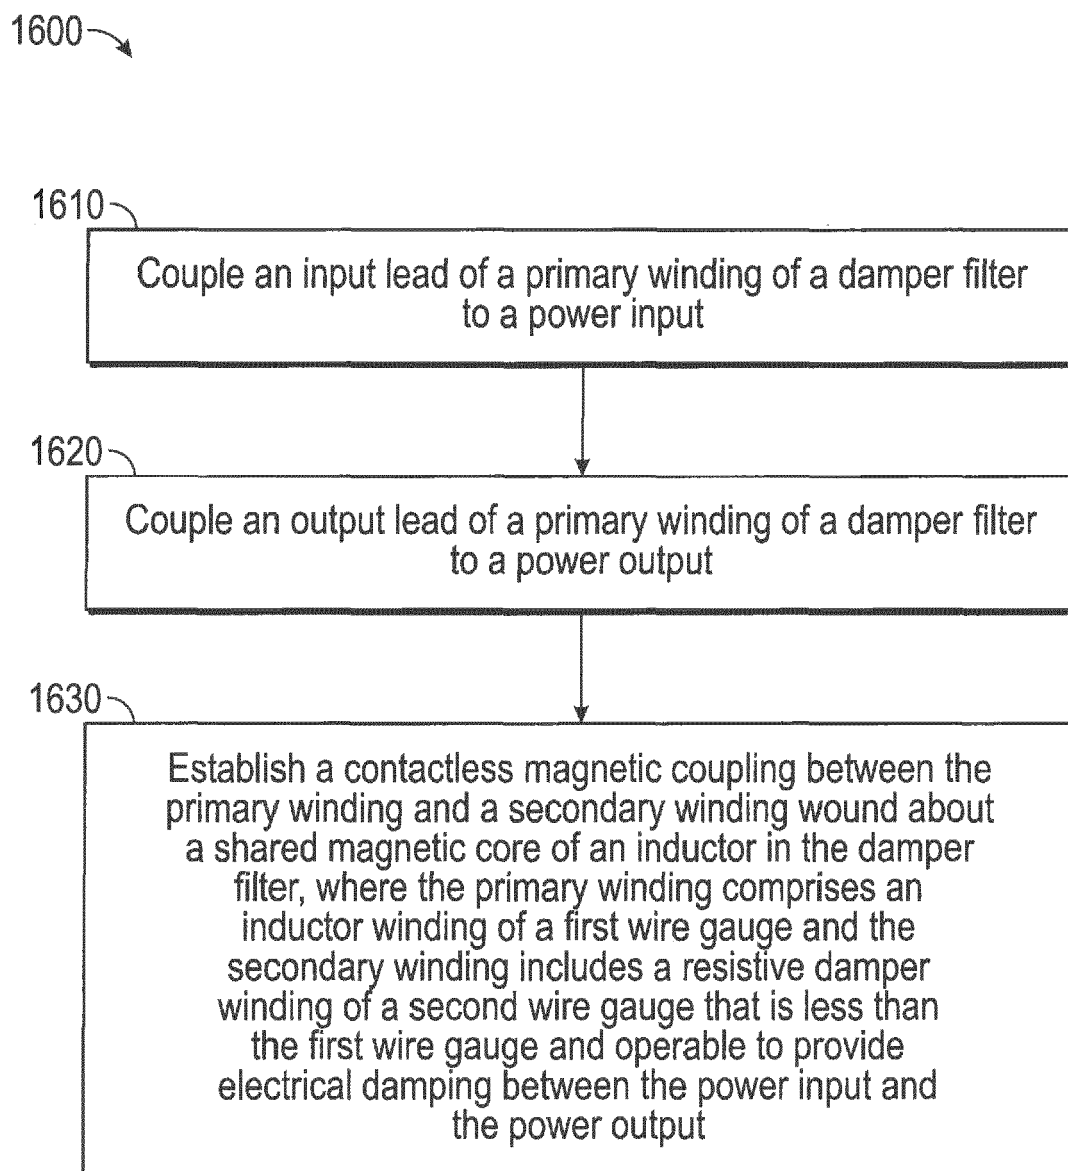 1600
1610
Couple an input lead of a primary winding of a damper filter
to a power input
1620
Couple an output lead of a primary winding of a damper filter
to a power output
1630
Establish a contactless magnetic coupling between the
primary winding and a secondary winding wound about
a shared magnetic core of an inductor in the damper
filter, where the primary winding comprises an
inductor winding of a first wire gauge and the
secondary winding includes a resistive damper
winding of a second wire gauge that is less than
the first wire gauge and operable to provide
electrical damping between the power input and
the power output